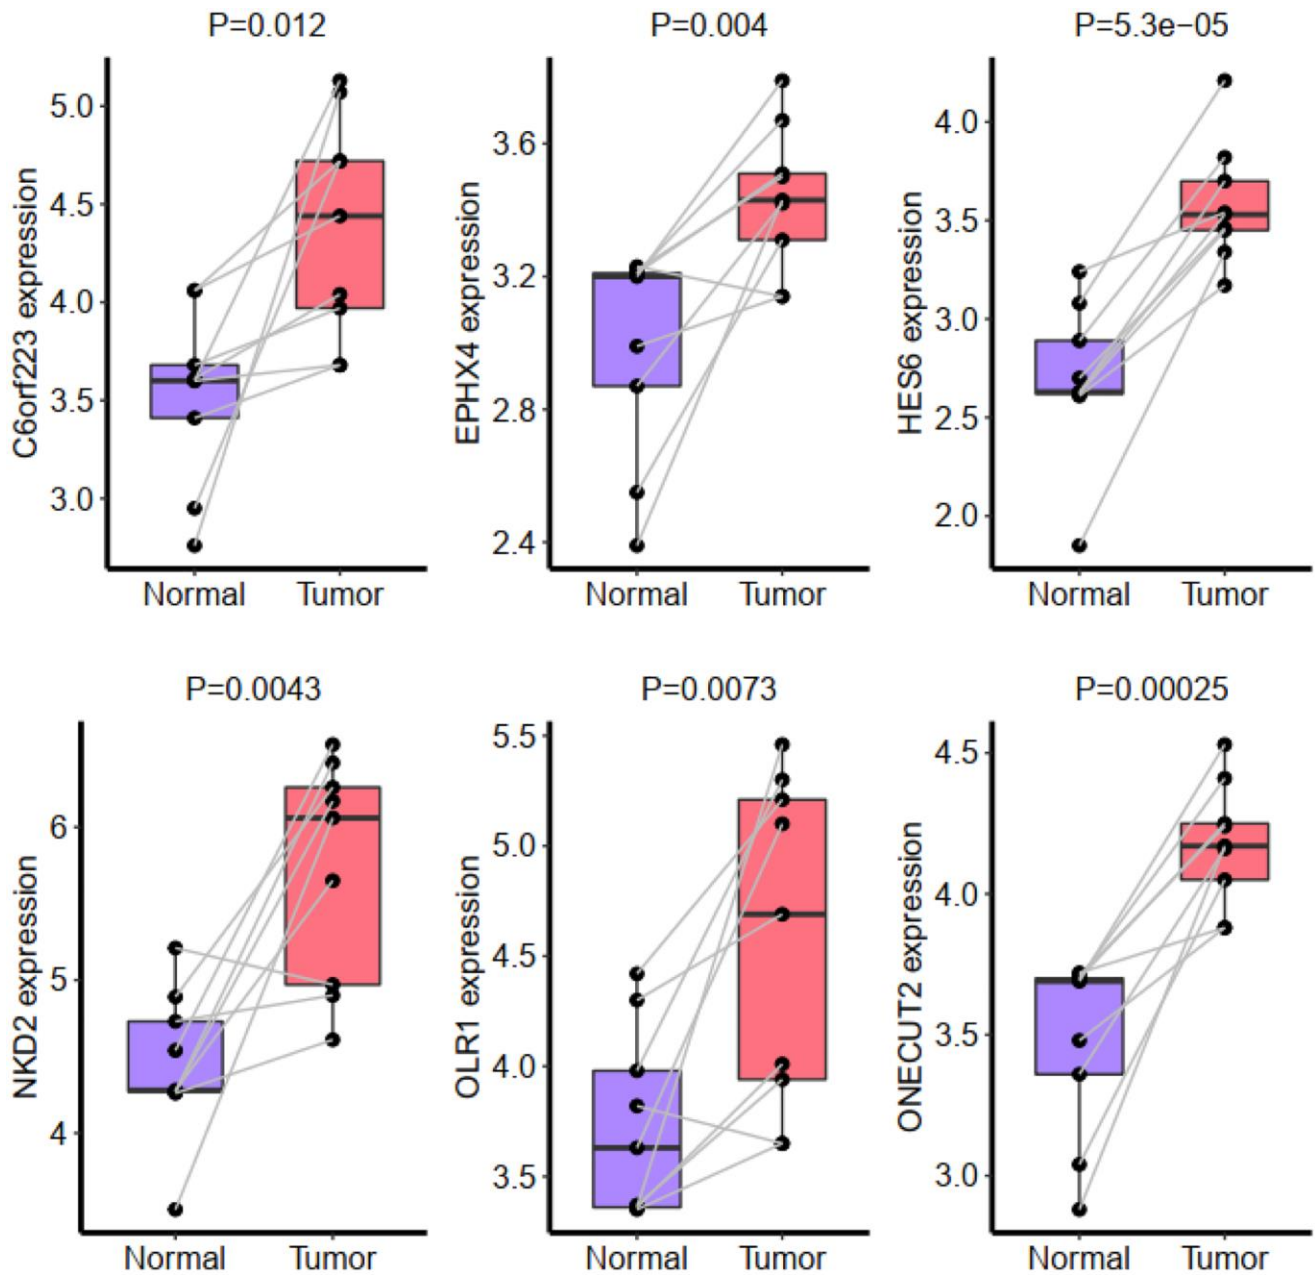 P=0.012
C6orf223 expression
5.0
4.5
4.0
3.5
3.0
Normal Tumor
P=0.004
EPHX4 expression
3.6
3.2
2.8
2.4
Normal Tumor
P=5.3e−05
HES6 expression
4.0
3.5
3.0
2.5
2.0
Normal Tumor
P=0.0043
NKD2 expression
6
5
4
Normal Tumor
P=0.0073
OLR1 expression
5.5
5.0
4.5
4.0
3.5
Normal Tumor
P=0.00025
ONECUT2 expression
4.5
4.0
3.5
3.0
Normal Tumor